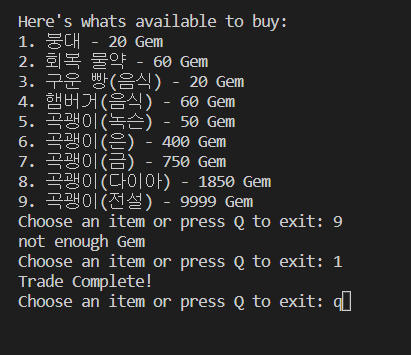 Here's whats available to buy:
1. 붕대 - 20 Gem
2. 회복 물약 - 60 Gem
3. 구운 빵(음식) - 20 Gem
4. 햄버거(음식) - 60 Gem
5. 곡괭이(녹슨) - 50 Gem
6. 곡괭이(은) - 400 Gem
7. 곡괭이(금) - 750 Gem
8. 곡괭이(다이아) - 1850 Gem
9. 곡괭이(전설) - 9999 Gem
Choose an item or press Q to exit: 9
not enough Gem
Choose an item or press Q to exit: 1
Trade Complete!
Choose an item or press Q to exit: q